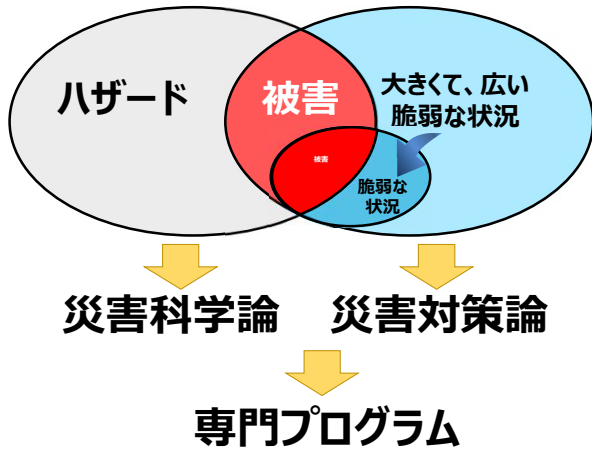 ハザード
被害
大きくて、広い
脆弱な状況
被害
脆弱な
状況
災害科学論
災害対策論
専門プログラム